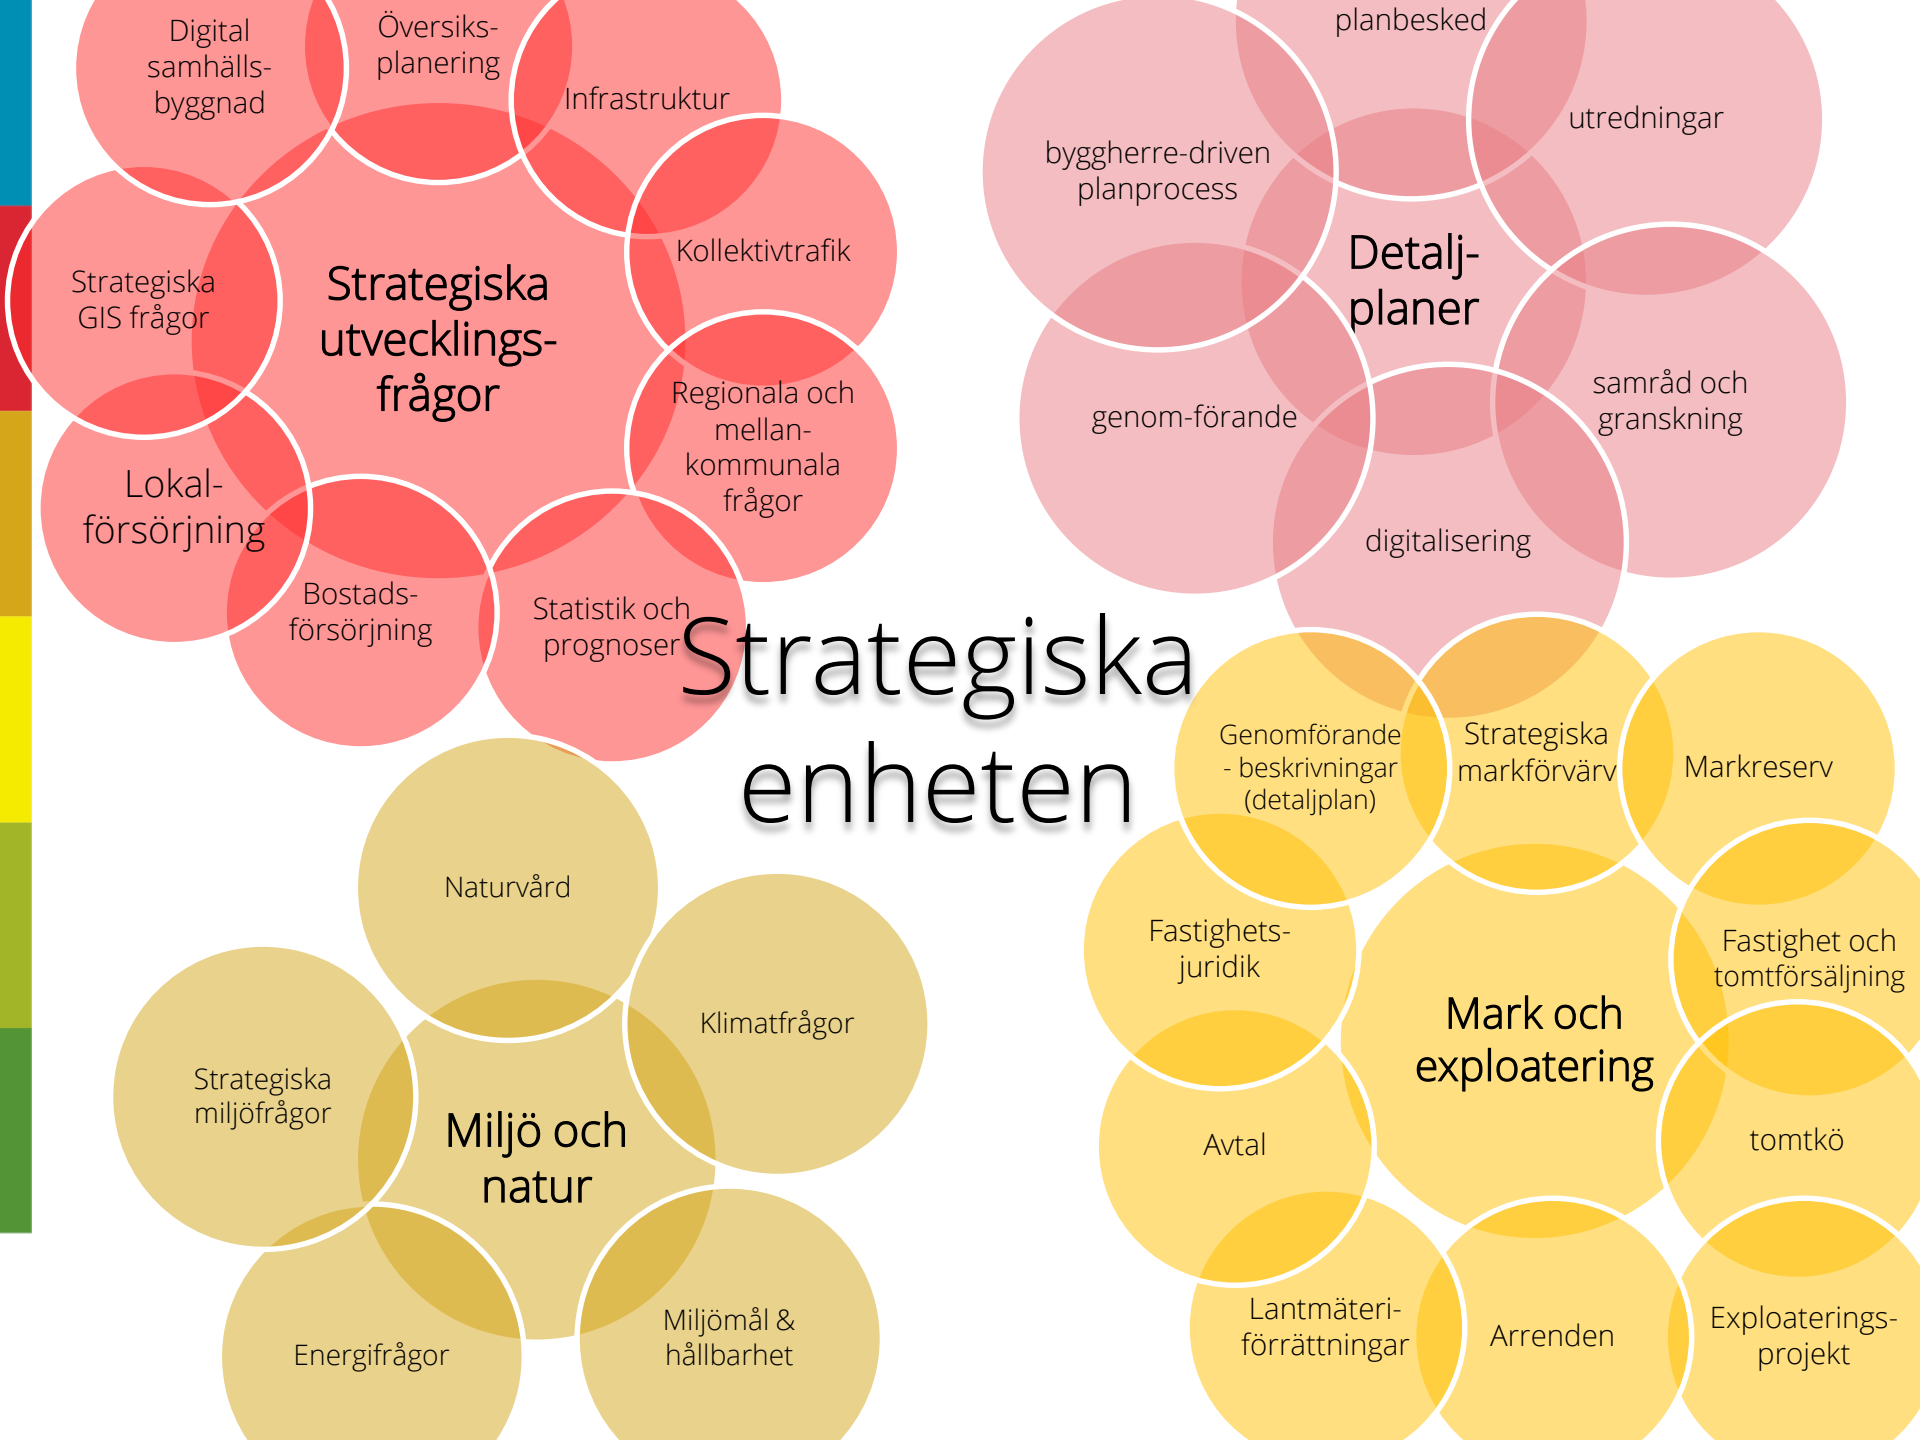 Digital
samhälls-
byggnad
Översiks-
planering
Infrastruktur
Kollektivtrafik
Regionala och
mellan-
kommunala
frågor
Statistik och
prognoser
Bostads-
försörjning
Lokal-
försörjning
Strategiska
GIS frågor
Strategiska
utvecklings-
frågor
planbesked
utredningar
samråd och
granskning
digitalisering
genom-förande
byggherre-driven
planprocess
Detalj-
planer
Strategiska
enheten
Naturvård
Klimatfrågor
Miljömål &
hållbarhet
Energifrågor
Strategiska
miljöfrågor
Miljö och
natur
Genomförande
- beskrivningar
(detaljplan)
Strategiska
markförvärv
Markreserv
Fastighet och
tomtförsäljning
tomtkö
Exploaterings-
projekt
Arrenden
Lantmäteri-
förrättningar
Avtal
Fastighets-
juridik
Mark och
exploatering